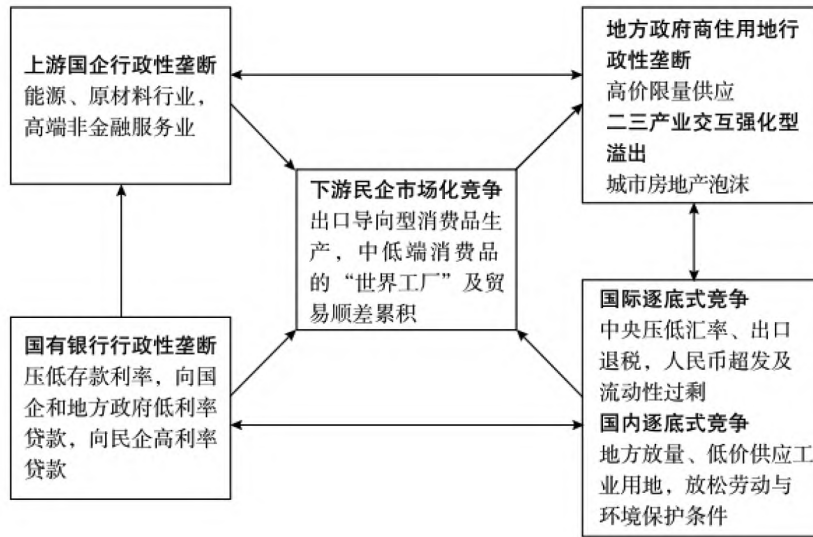 上游国企行政性垄断
能源、原材料行业，
高端非金融服务业
地方政府商住用地行
政性垄断
高价限量供应
二三产业交互强化型
溢出
城市房地产泡沫
下游民企市场化竞争
出口导向型消费品生
产，中低端消费品
的“世界工厂”及贸
易顺差累积
国有银行行政性垄断
压低存款利率，向国
企和地方政府低利率
贷款，向民企高利率
贷款
国际逐底式竞争
中央压低汇率、出口
退税，人民币超发及
流动性过剩
国内逐底式竞争
地方放量、低价供应工
业用地，放松劳动与
环境保护条件